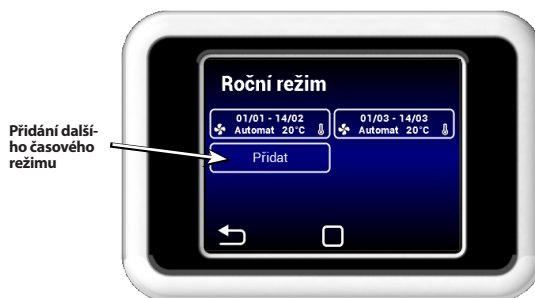 Roční režim
01/01 - 14/02
Automat 20°C
01/03 - 14/03
Automat 20°C
Přidat
Přidání další-
ho časového
režimu